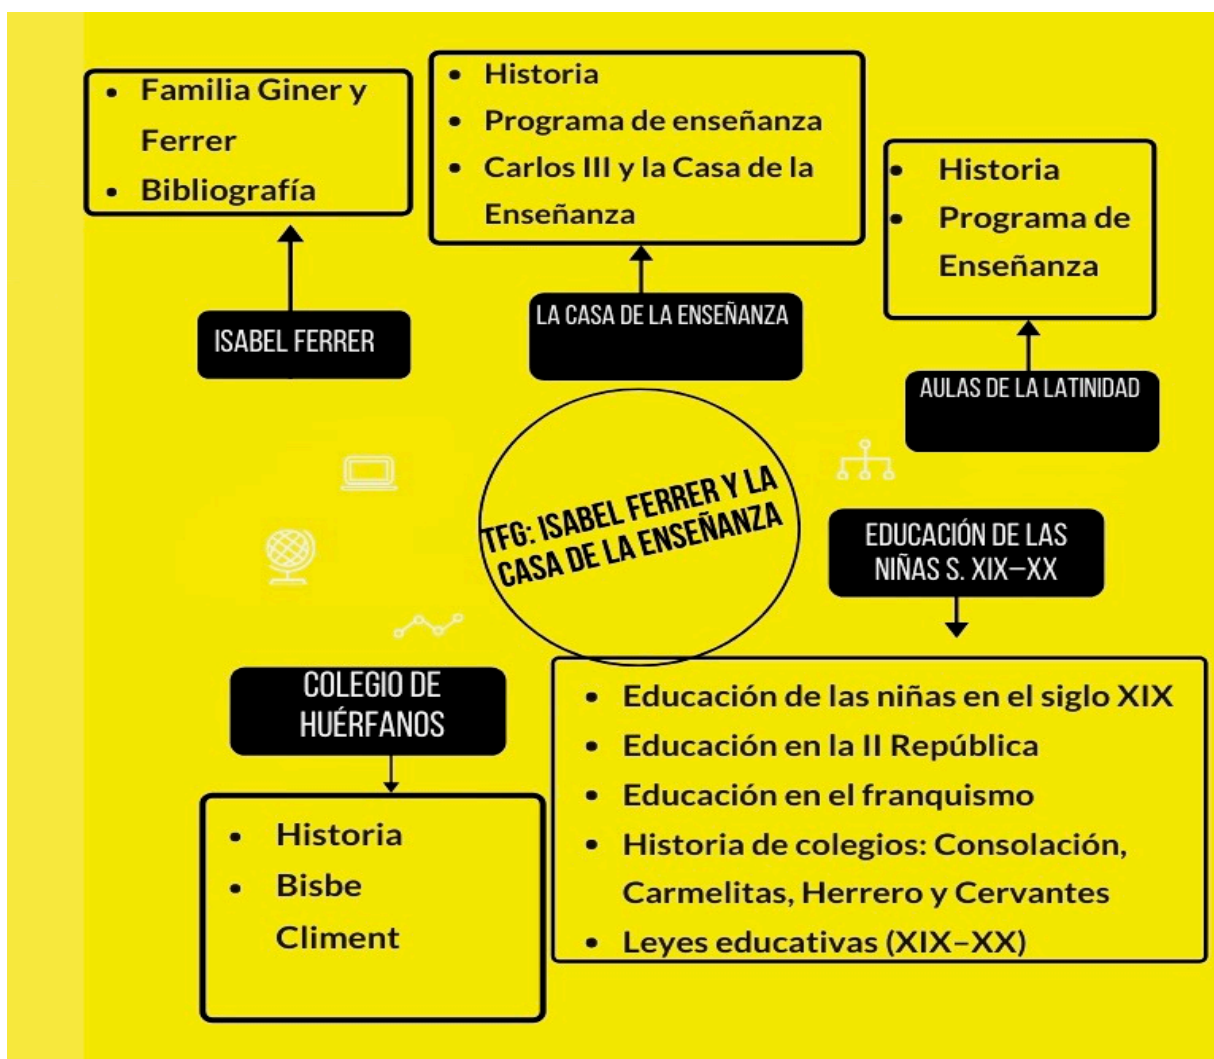 Familia Giner y
Ferrer
Bibliografía
ISABEL FERRER
Historia
Programa de enseñanza
Carlos III y la Casa de la
Enseñanza
LA CASA DE LA ENSEÑANZA
Historia
Programa de
Enseñanza
AULAS DE LA LATINIDAD
TFG: ISABEL FERRER Y LA
CASA DE LA ENSEÑANZA
EDUCACIÓN DE LAS
NIÑAS S. XIX–XX
Educación de las niñas en el siglo XIX
Educación en la II República
Educación en el franquismo
Historia de colegios: Consolación,
Carmelitas, Herrero y Cervantes
Leyes educativas (XIX–XX)
COLEGIO DE
HUÉRFANOS
Historia
Bisbe
Climent